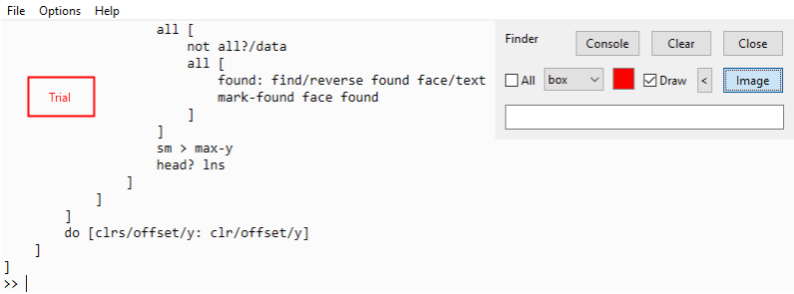 File Options Help
all [
not all?/data
all [
found: find/reverse found face/text
mark-found face found
]
]
sm > max-y
head? lns
]
]
]
do [clrs/offset/y: clr/offset/y]
]
]
>>
Trial
Finder Console Clear Close
All box Draw < Image